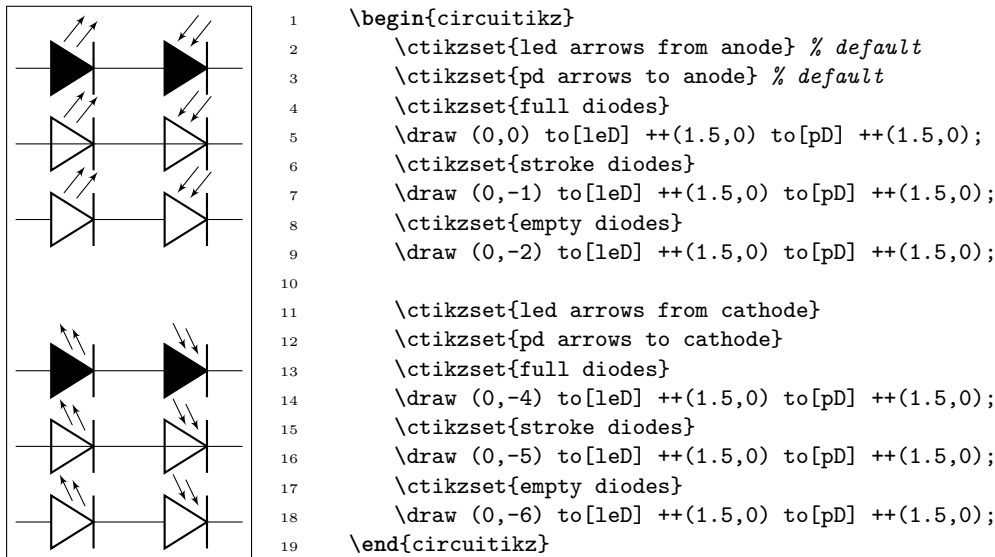 1 \begin{circuitikz}
2 \ctikzset{led arrows from anode} % default
3 \ctikzset{pd arrows to anode} % default
4 \ctikzset{full diodes}
5 \draw (0,0) to[leD] ++(1.5,0) to[pD] ++(1.5,0);
6 \ctikzset{stroke diodes}
7 \draw (0,-1) to[leD] ++(1.5,0) to[pD] ++(1.5,0);
8 \ctikzset{empty diodes}
9 \draw (0,-2) to[leD] ++(1.5,0) to[pD] ++(1.5,0);
10
11 \ctikzset{led arrows from cathode}
12 \ctikzset{pd arrows to cathode}
13 \ctikzset{full diodes}
14 \draw (0,-4) to[leD] ++(1.5,0) to[pD] ++(1.5,0);
15 \ctikzset{stroke diodes}
16 \draw (0,-5) to[leD] ++(1.5,0) to[pD] ++(1.5,0);
17 \ctikzset{empty diodes}
18 \draw (0,-6) to[leD] ++(1.5,0) to[pD] ++(1.5,0);
19 \end{circuitikz}